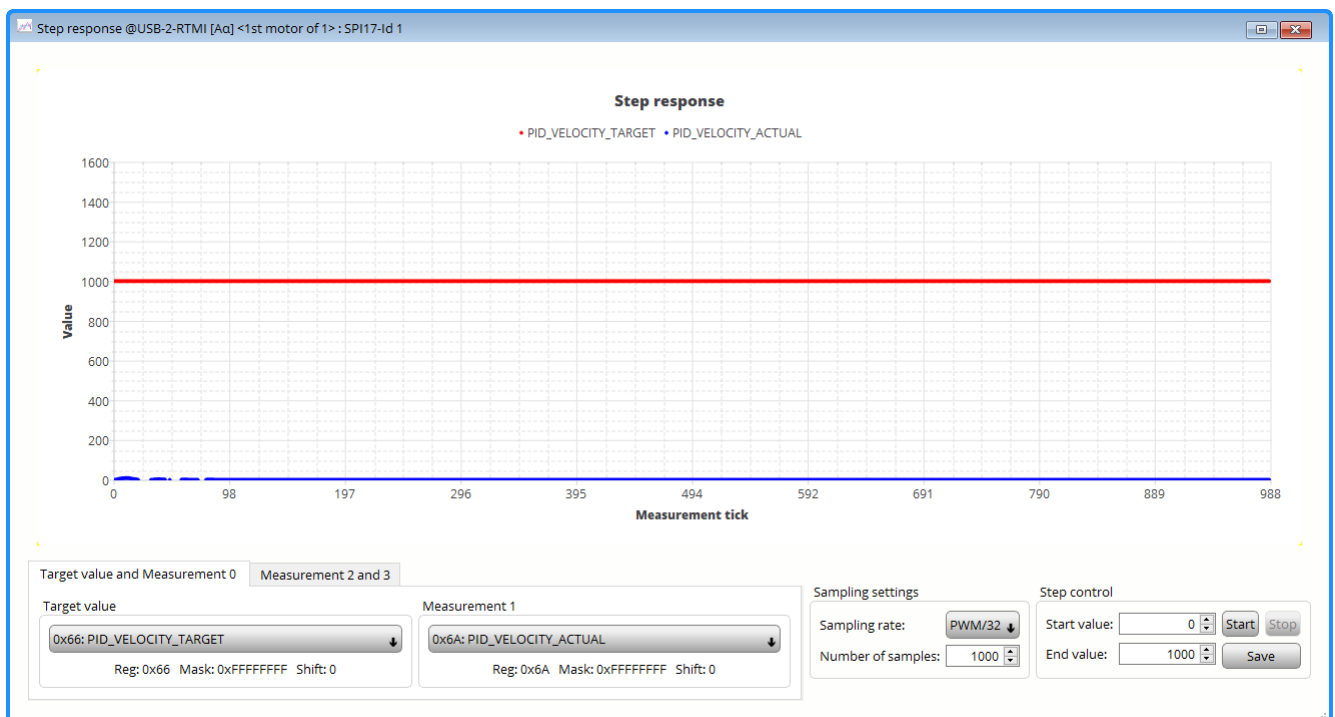 Step response @USB-2-RTMI [Aα] <1st motor of 1> : SPI17-Id 1
Step response
PID_VELOCITY_TARGET PID_VELOCITY_ACTUAL
1600
1400
1200
1000
800
600
400
200
0
Value
0 98 197 296 395 494 592 691 790 889 988
Measurement tick
Target value and Measurement 0 Measurement 2 and 3
Target value
0x66: PID_VELOCITY_TARGET
Reg: 0x66 Mask: 0xFFFFFFFF Shift: 0
Measurement 1
0x6A: PID_VELOCITY_ACTUAL
Reg: 0x6A Mask: 0xFFFFFFFF Shift: 0
Sampling settings
Sampling rate: PWM/32
Number of samples: 1000
Step control
Start value: 0 Start Stop
End value: 1000 Save